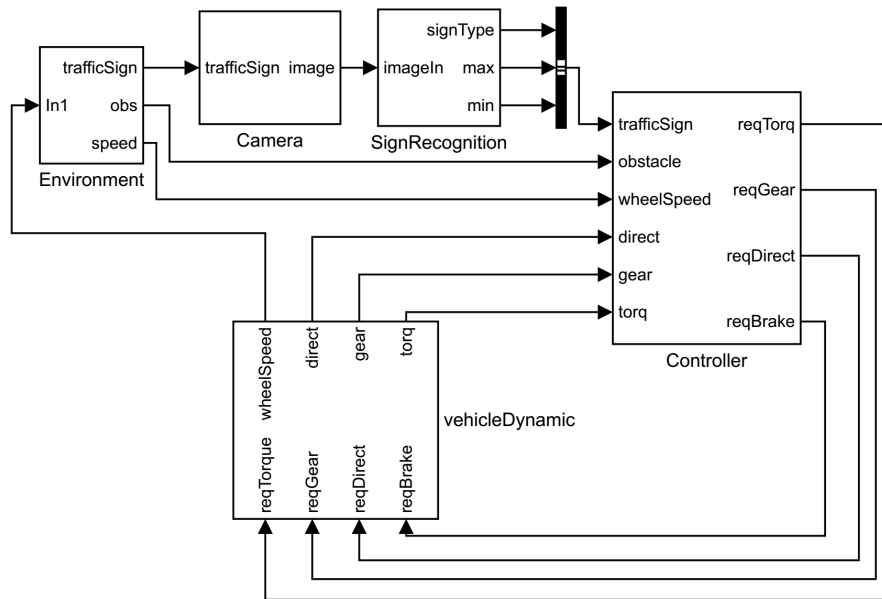 signType
trafficSign
trafficSign image
imageIn
max
In1
obs
min
trafficSign
reqTorq
speed
Camera
SignRecognition
obstacle
Environment
wheelSpeed
reqGear
direct
reqDirect
gear
torq
reqBrake
Controller
wheelSpeed
direct
gear
torq
vehicleDynamic
reqTorque
reqGear
reqDirect
reqBrake